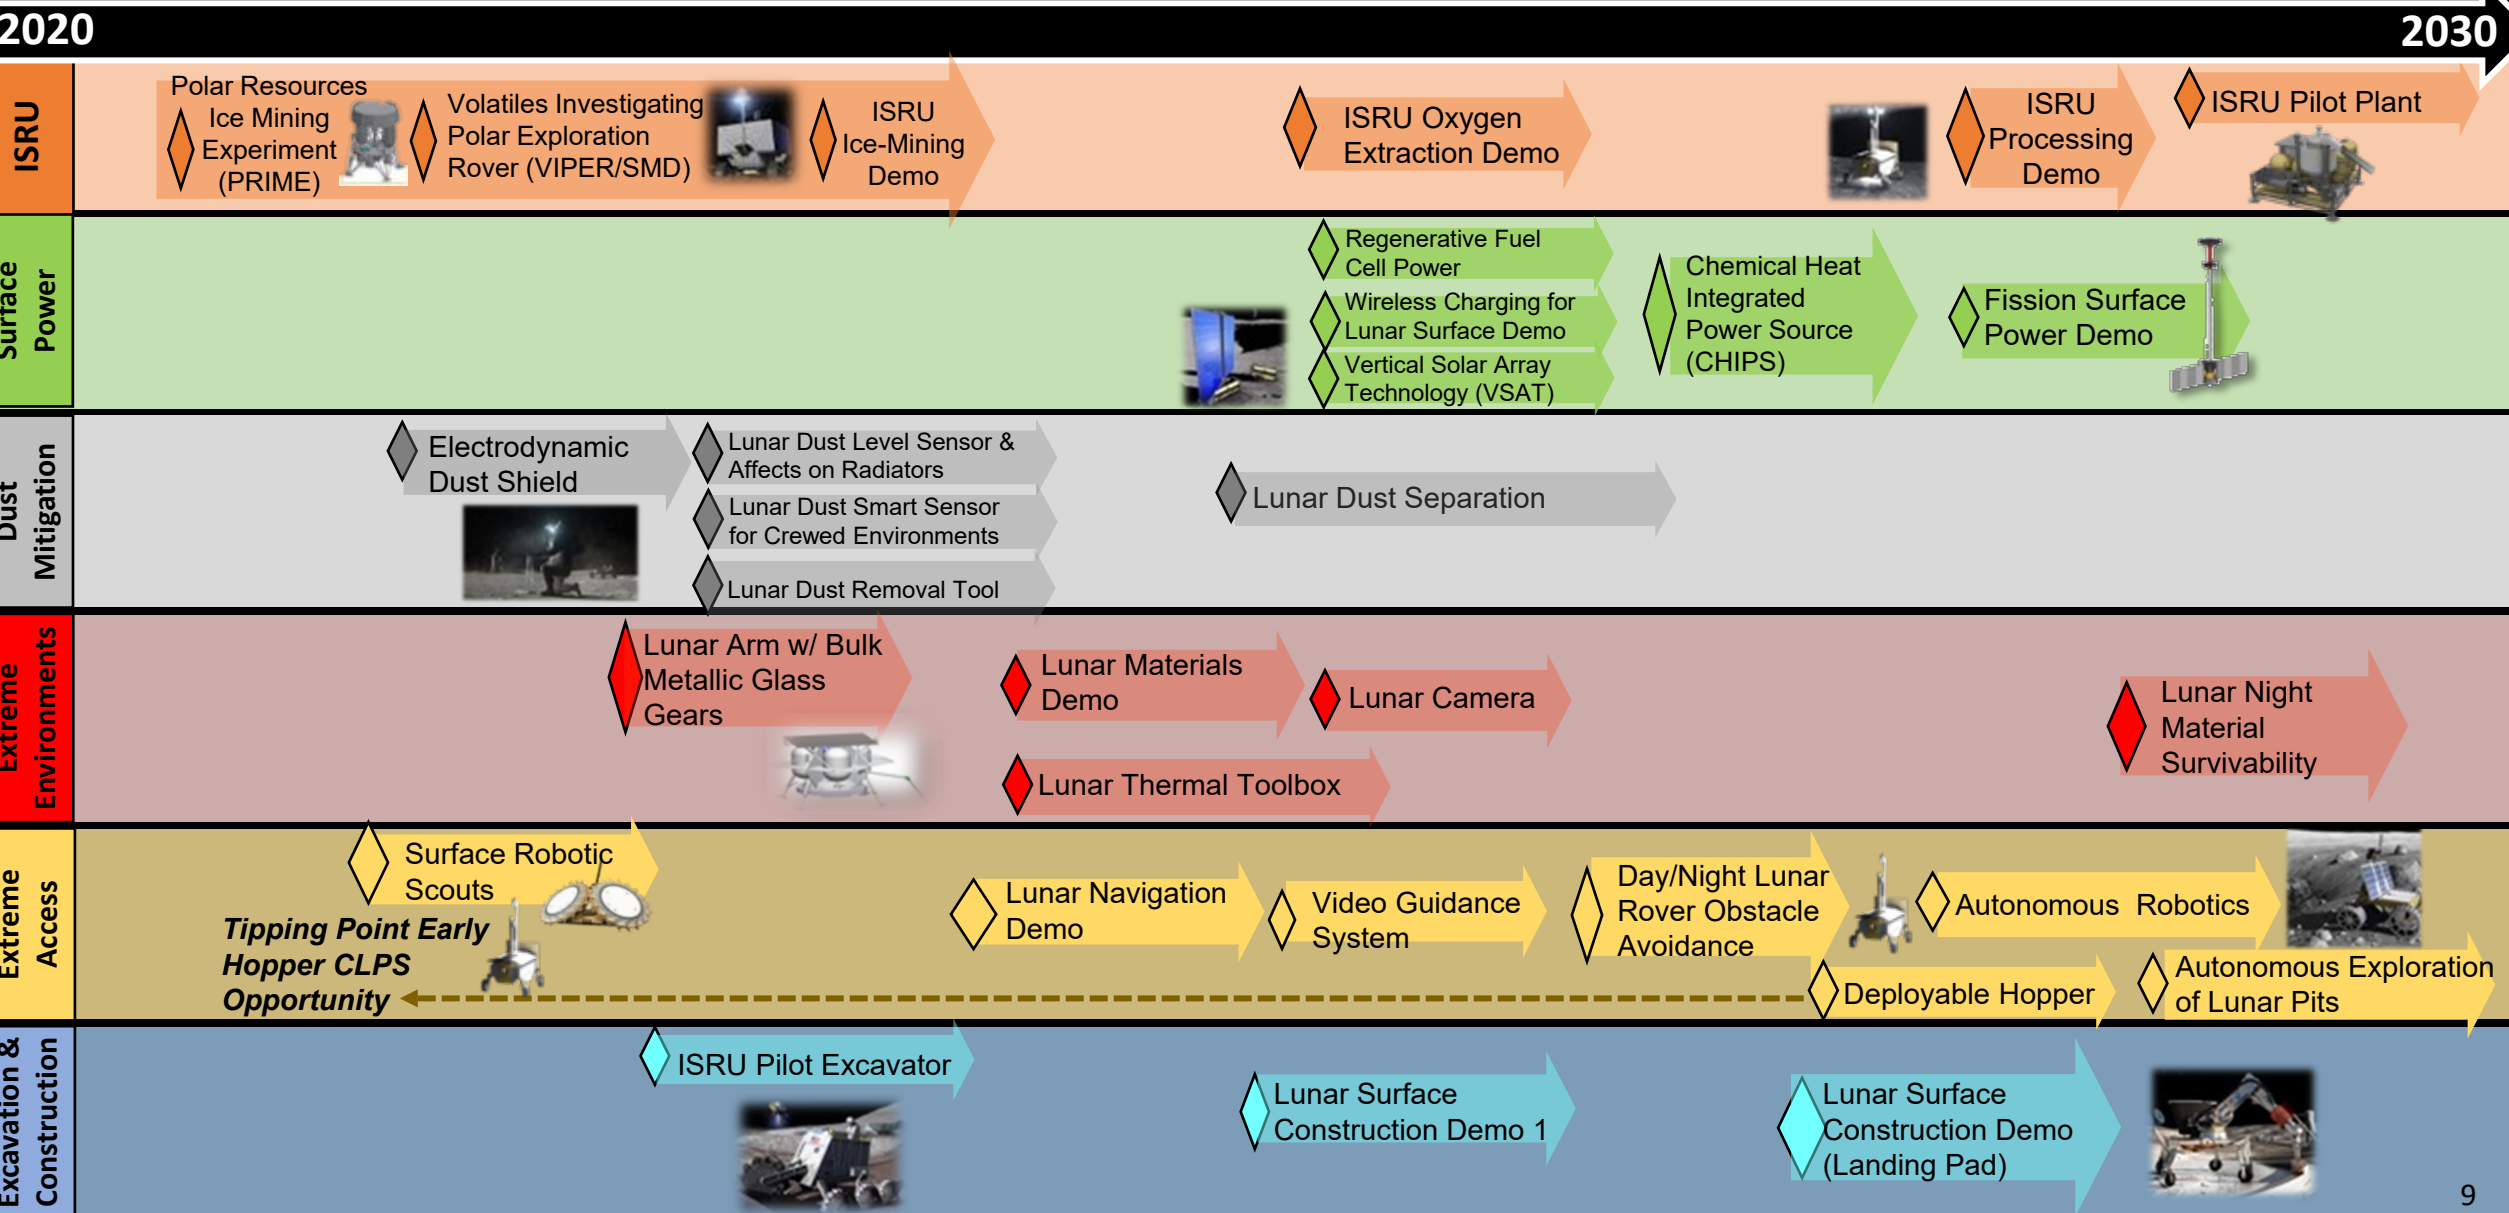 2020
2030
ISRU
Polar Resources
Ice Mining
Experiment
(PRIME)
Volatiles Investigating
Polar Exploration
Rover (VIPER/SMD)
ISRU
Ice-Mining
Demo
ISRU Oxygen
Extraction Demo
ISRU
Processing
Demo
ISRU Pilot Plant
Surface
Power
Regenerative Fuel
Cell Power
Wireless Charging for
Lunar Surface Demo
Vertical Solar Array
Technology (VSAT)
Chemical Heat
Integrated
Power Source
(CHIPS)
Fission Surface
Power Demo
Dust
Mitigation
Electrodynamic
Dust Shield
Lunar Dust Level Sensor &
Affects on Radiators
Lunar Dust Smart Sensor
for Crewed Environments
Lunar Dust Removal Tool
Lunar Dust Separation
Extreme
Environments
Lunar Arm w/ Bulk
Metallic Glass
Gears
Lunar Materials
Demo
Lunar Camera
Lunar Thermal Toolbox
Lunar Night
Material
Survivability
Extreme
Access
Surface Robotic
Scouts
Tipping Point Early
Hopper CLPS
Opportunity
Lunar Navigation
Demo
Video Guidance
System
Day/Night Lunar
Rover Obstacle
Avoidance
Autonomous Robotics
Deployable Hopper
Autonomous Exploration
of Lunar Pits
Excavation &
Construction
ISRU Pilot Excavator
Lunar Surface
Construction Demo 1
Lunar Surface
Construction Demo
(Landing Pad)
9